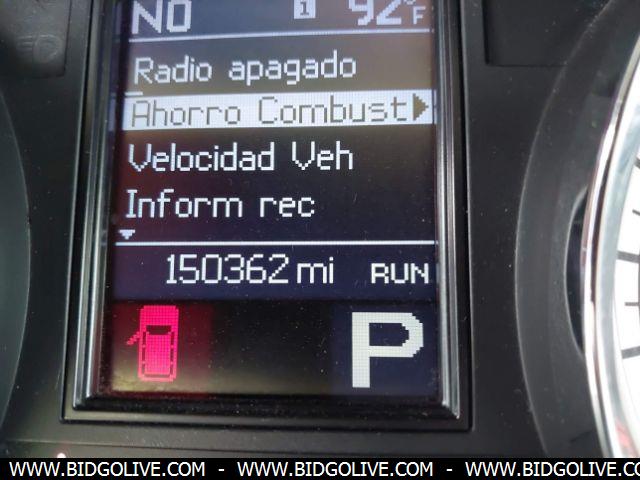 NO 1 92°F
Radio apagado
Ahorro Combust
Velocidad Veh
Inform rec
150362 mi RUN
P
WWW.BIDGOLIVE.COM - WWW.BIDGOLIVE.COM - WWW.BIDGOLIVE.COM